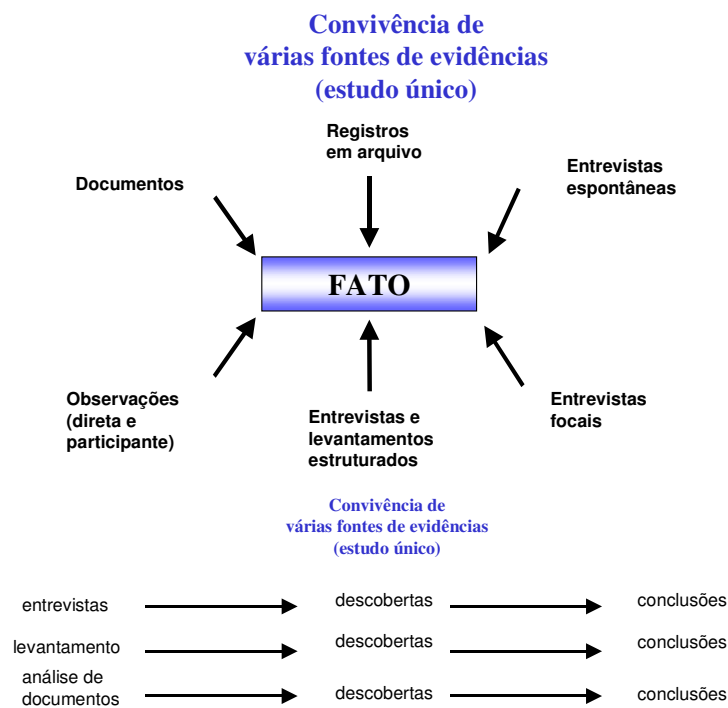 Convivência de
várias fontes de evidências
(estudo único)
Registros
em arquivo
Documentos
Entrevistas
espontâneas
FATO
Observações
(direta e
participante)
Entrevistas e
levantamentos
estruturados
Entrevistas
focais
Convivência de
várias fontes de evidências
(estudo único)
entrevistas descobertas conclusões
levantamento descobertas conclusões
análise de
documentos descobertas conclusões